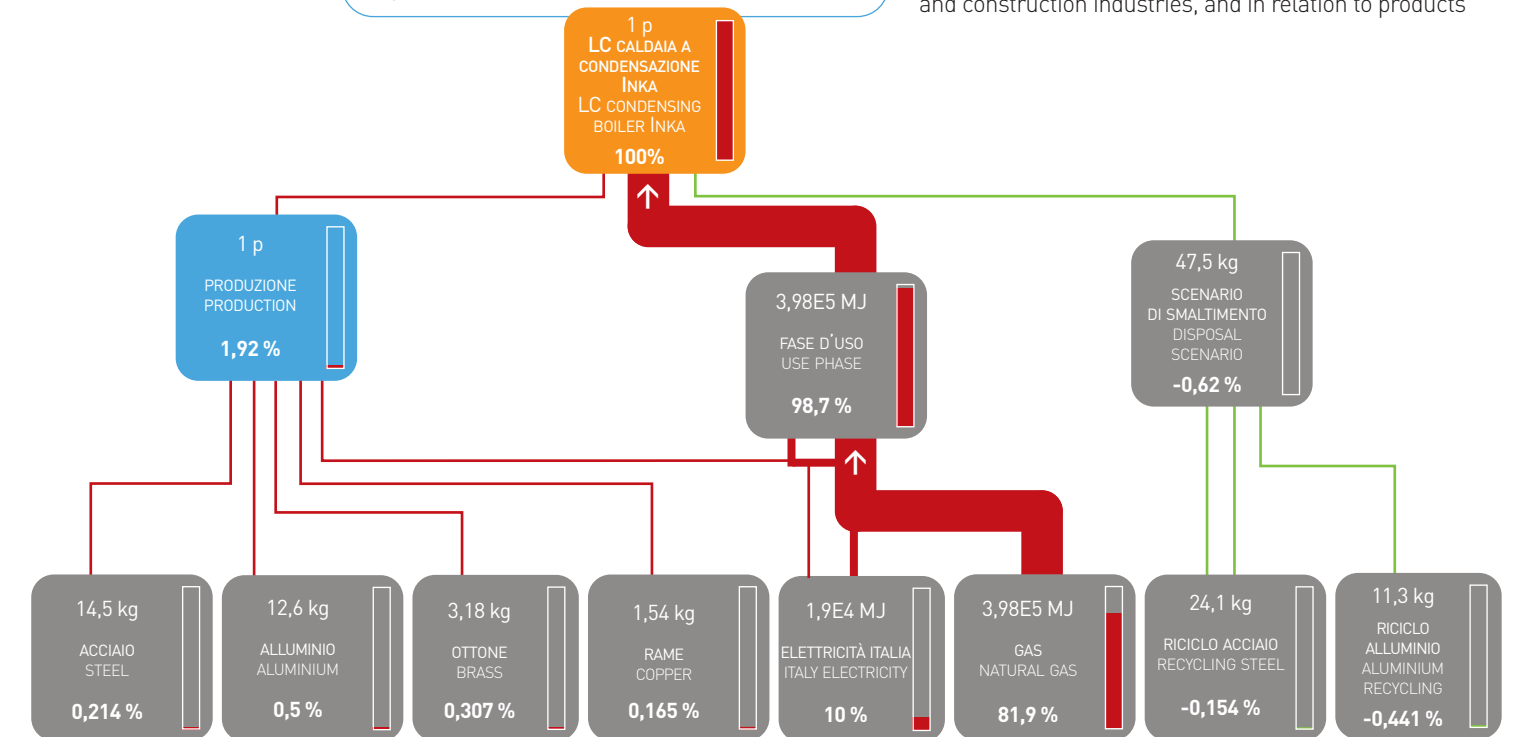 and construction industries, and in relation to products
1 p
LC CALDAIA A
CONDENSAZIONE
INKA
LC CONDENSING
BOILER INKA
100%
1 p
PRODUZIONE
PRODUCTION
1,92 %
3,98E5 MJ
FASE D'USO
USE PHASE
98,7 %
47,5 kg
SCENARIO
DI SMALTIMENTO
DISPOSAL
SCENARIO
-0,62 %
14,5 kg
ACCIAIO
STEEL
0,214 %
12,6 kg
ALLUMINIO
ALUMINIUM
0,5 %
3,18 kg
OTTONE
BRASS
0,307 %
1,54 kg
RAME
COPPER
0,165 %
1,9E4 MJ
ELETTRICITÀ ITALIA
ITALY ELECTRICITY
10 %
3,98E5 MJ
GAS
NATURAL GAS
81,9 %
24,1 kg
RICICLO ACCIAIO
RECYCLING STEEL
-0,154 %
11,3 kg
RICICLO
ALLUMINIO
ALUMINIUM
RECYCLING
-0,441 %